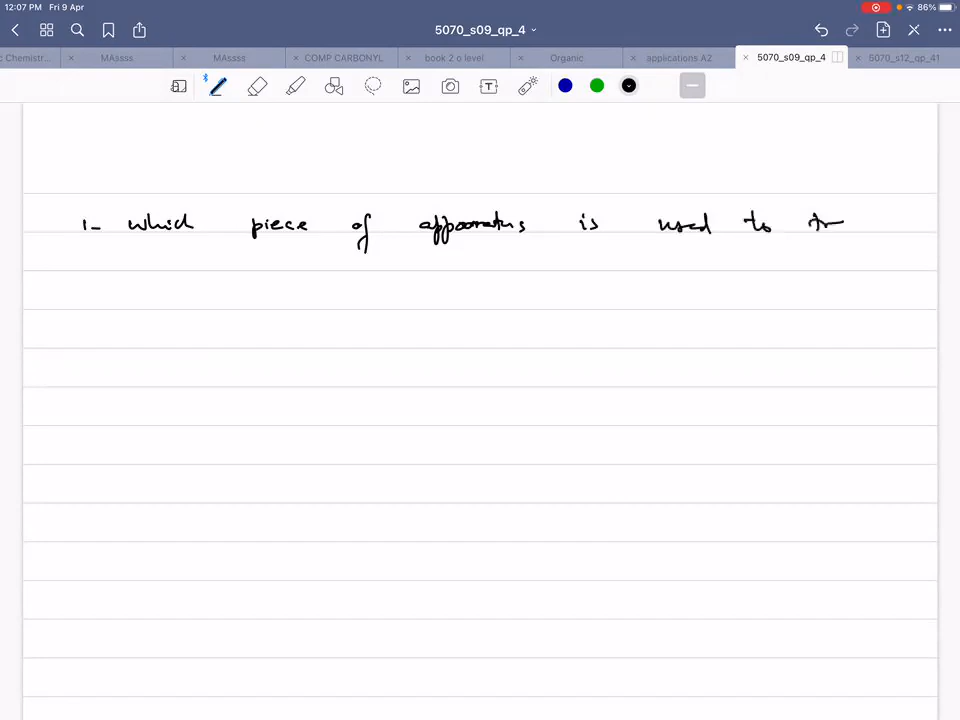 12:07 PM Fri 9 Apr
86%
5070_s09_qp_4
c Chemistr...
MAssss
MAssss
COMP CARBONYL
book 2 o level
Organic
applications A2
5070_s09_qp_4
5070_s12_qp_41
1- which piece of apparatus is used to tr